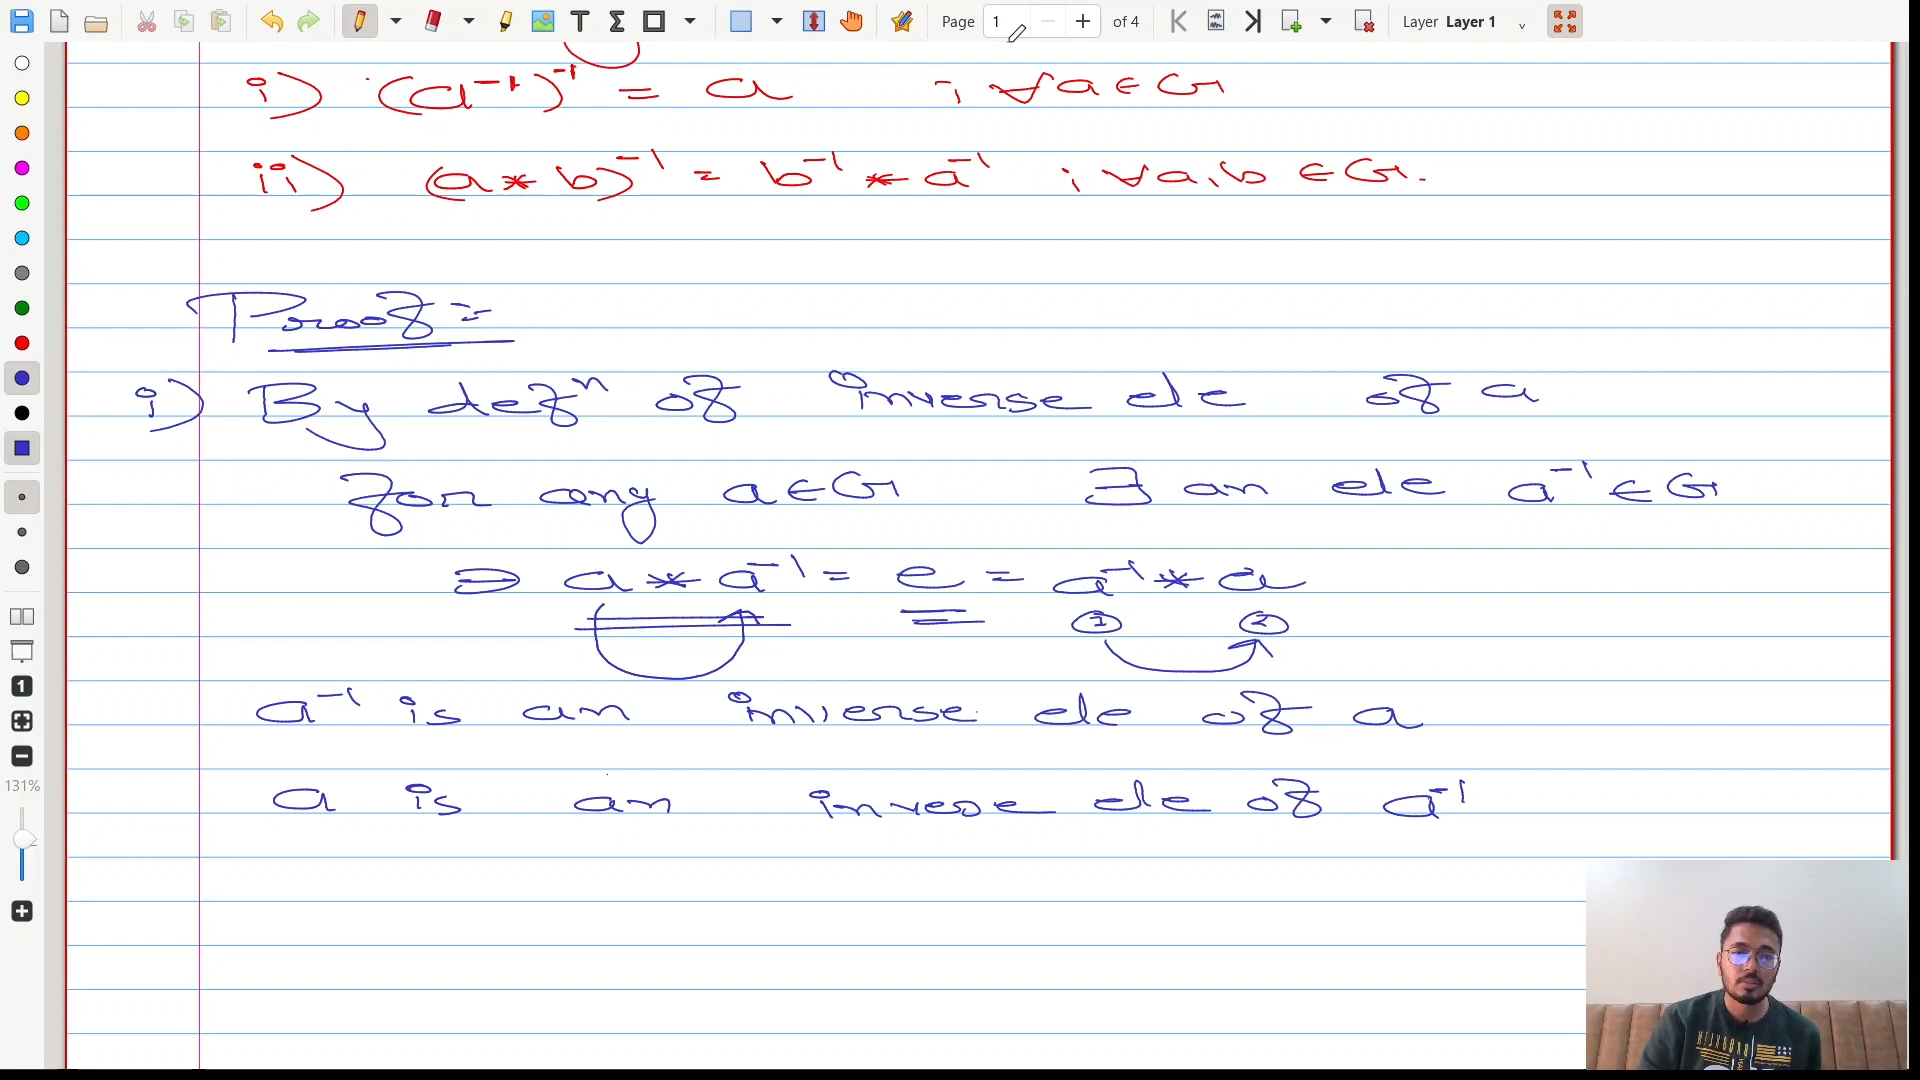 Page 1 of 4 Layer Layer 1
i) (a⁻¹)⁻¹ = a ; ∀ a ∈ G
ii) (a * b)⁻¹ = b⁻¹ * a⁻¹ ; ∀ a, b ∈ G.
Proof =
i) By defⁿ of inverse ele of a
for any a ∈ G ∃ an ele a⁻¹ ∈ G
∋ a * a⁻¹ = e = a⁻¹ * a
1 2
a⁻¹ is an inverse ele of a
a is an inverse ele of a⁻¹
131%